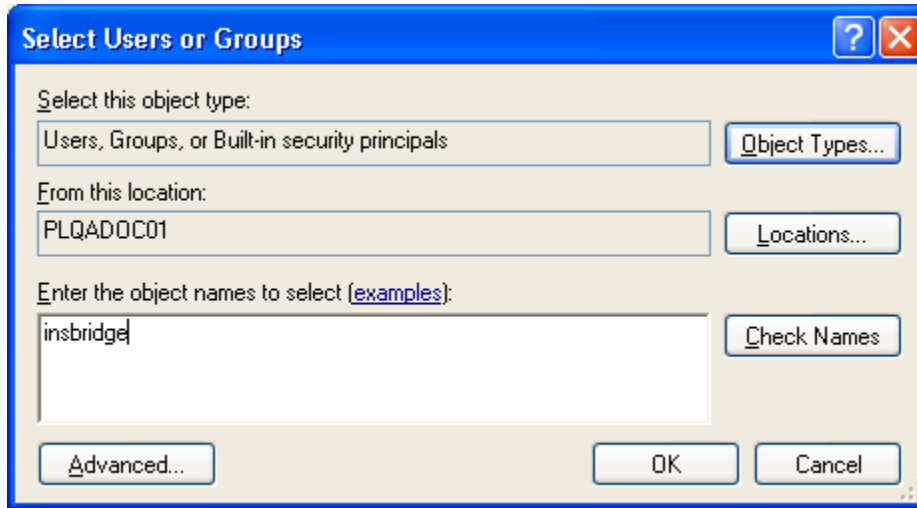 Select Users or Groups
Select this object type:
Users, Groups, or Built-in security principals
Object Types...
From this location:
PLQADOC01
Locations...
Enter the object names to select (examples):
insbridge
Check Names
Advanced...
OK
Cancel